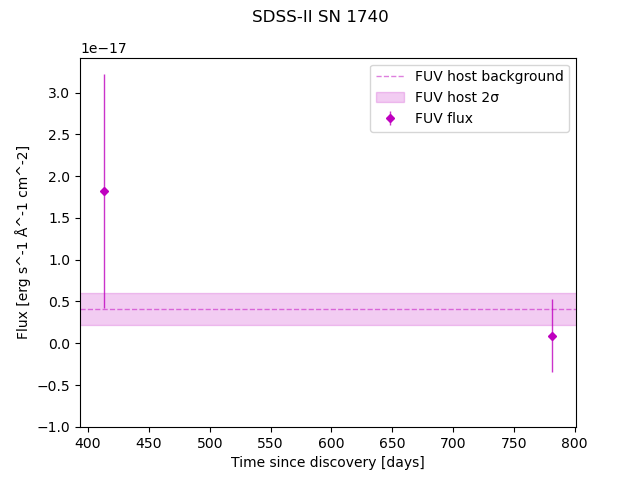 SDSS-II SN 1740
1e−17
FUV host background
FUV host 2σ
FUV flux
3.0
2.5
2.0
1.5
1.0
0.5
0.0
−0.5
−1.0
Flux [erg s^-1 Å^-1 cm^-2]
400 450 500 550 600 650 700 750 800
Time since discovery [days]